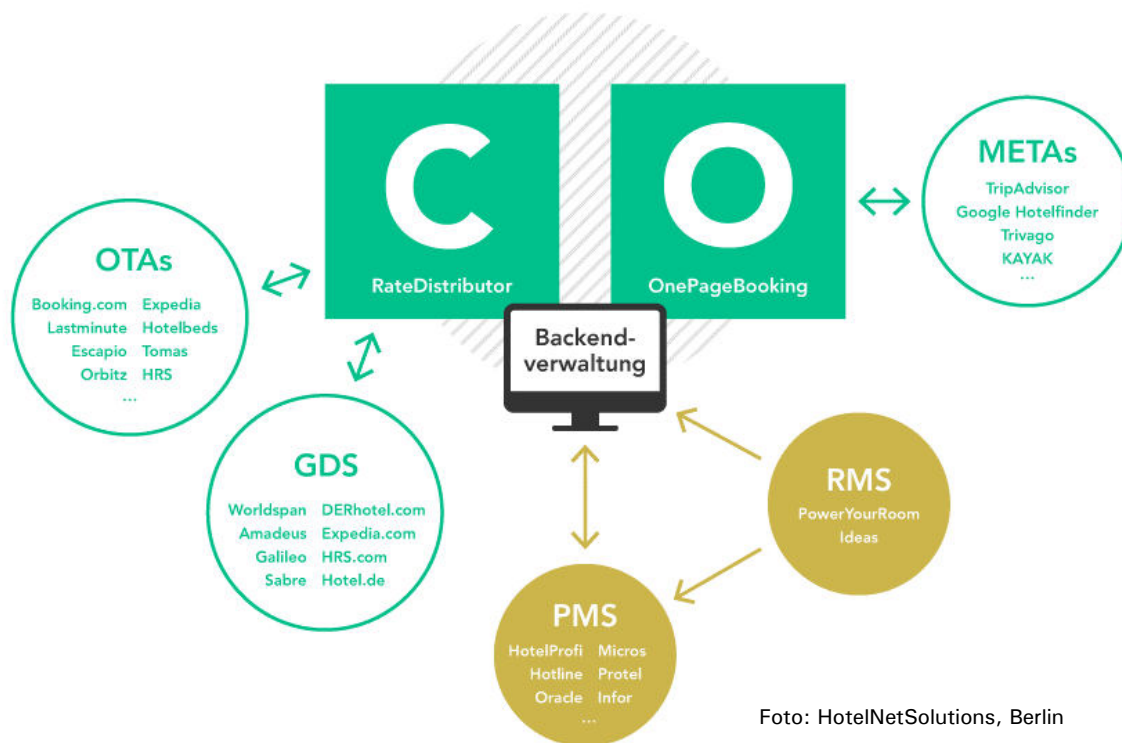 C
RateDistributor
O
OnePageBooking
Backend-
verwaltung
METAs
TripAdvisor
Google Hotelfinder
Trivago
KAYAK
...
OTAs
Booking.com Expedia
Lastminute Hotelbeds
Escapio Tomas
Orbitz HRS
...
GDS
Worldspan DERhotel.com
Amadeus Expedia.com
Galileo HRS.com
Sabre Hotel.de
RMS
PowerYourRoom
Ideas
PMS
HotelProfi Micros
Hotline Protel
Oracle Infor
...
Foto: HotelNetSolutions, Berlin